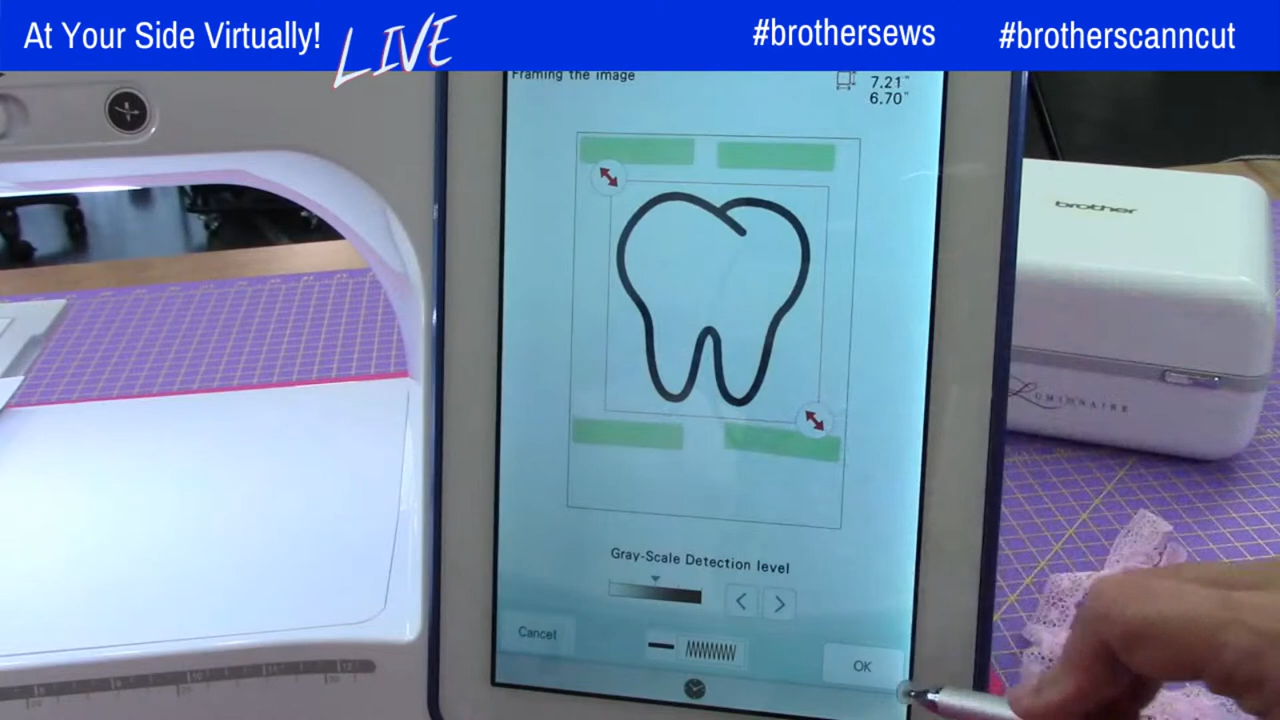 At Your Side Virtually!
LIVE
#brothersews
#brotherscanncut
Framing the image
7.21"
6.70"
brother
LUMINAIRE
Gray-Scale Detection level
Cancel
OK